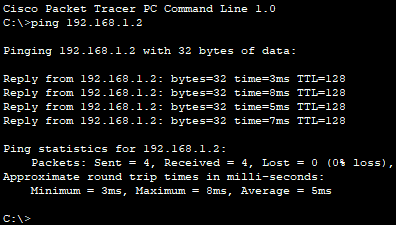 Cisco Packet Tracer PC Command Line 1.0
C:\>ping 192.168.1.2
Pinging 192.168.1.2 with 32 bytes of data:
Reply from 192.168.1.2: bytes=32 time=3ms TTL=128
Reply from 192.168.1.2: bytes=32 time=8ms TTL=128
Reply from 192.168.1.2: bytes=32 time=5ms TTL=128
Reply from 192.168.1.2: bytes=32 time=7ms TTL=128
Ping statistics for 192.168.1.2:
    Packets: Sent = 4, Received = 4, Lost = 0 (0% loss),
Approximate round trip times in milli-seconds:
    Minimum = 3ms, Maximum = 8ms, Average = 5ms
C:\>